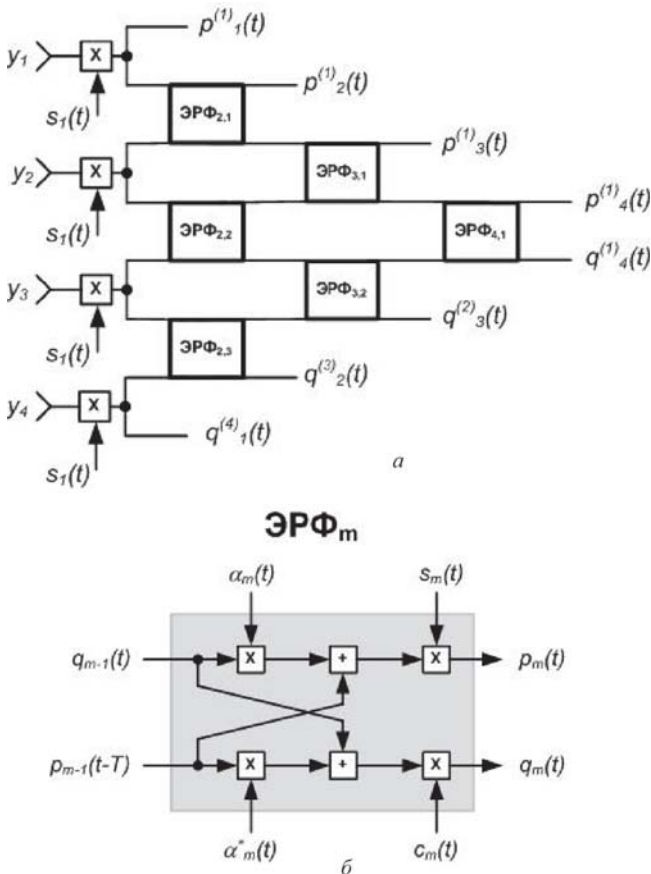 p⁽¹⁾₁(t)
y₁
X
s₁(t)
p⁽¹⁾₂(t)
ЭРФ₂,₁
p⁽¹⁾₃(t)
y₂
X
s₁(t)
ЭРФ₃,₁
p⁽¹⁾₄(t)
ЭРФ₂,₂
ЭРФ₄,₁
q⁽¹⁾₄(t)
y₃
X
s₁(t)
ЭРФ₃,₂
q⁽²⁾₃(t)
ЭРФ₂,₃
q⁽³⁾₂(t)
y₄
X
s₁(t)
q⁽⁴⁾₁(t)
а
ЭРФₘ
αₘ(t)
sₘ(t)
qₘ₋₁(t)
X
+
X
pₘ(t)
pₘ₋₁(t-T)
X
+
X
qₘ(t)
α*ₘ(t)
cₘ(t)
б